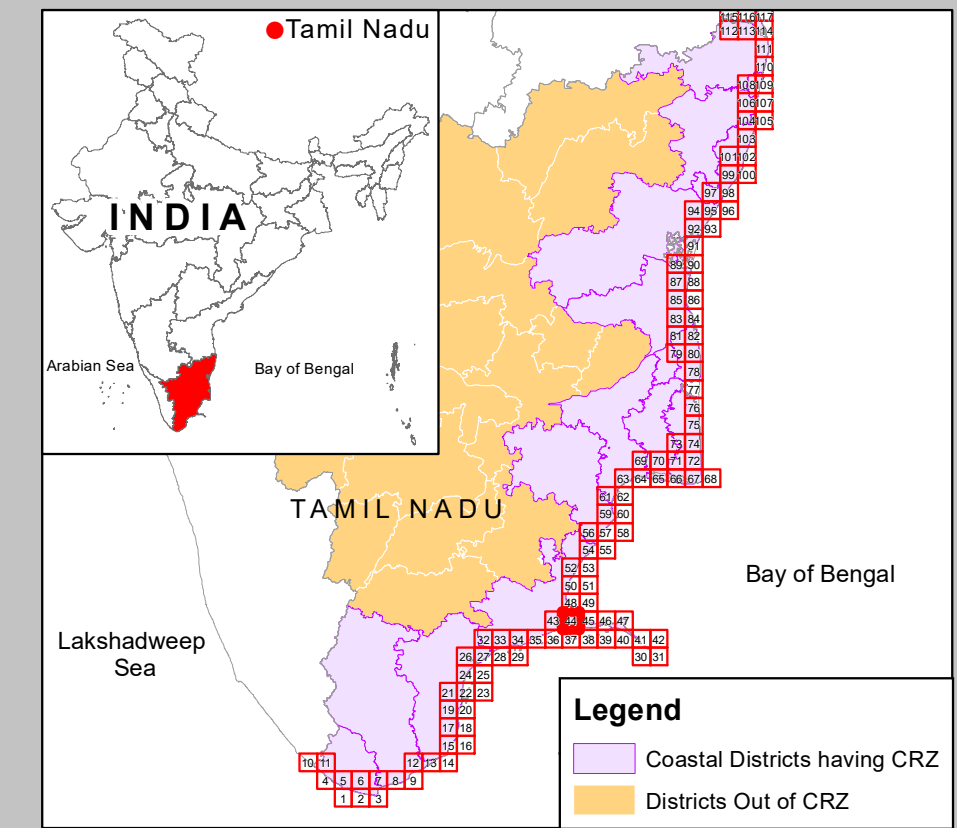 Tamil Nadu
INDIA
Arabian Sea
Bay of Bengal
115 116 117
112 113 114
111
110
108 109
106 107
104 105
103
101 102
99 100
97 98
94 95 96
92 93
91
89 90
87 88
85 86
83 84
81 82
79 80
78
77
76
75
73 74
69 70 71 72
63 64 65 66 67 68
61 62
TAMIL NADU
59 60
56 57 58
54 55
52 53
Bay of Bengal
50 51
48 49
43 44 45 46 47
Lakshadweep
Sea
32 33 34 35 36 37 38 39 40 41 42
26 27 28 29 30 31
24 25
21 22 23
19 20
17 18
15 16
10 11 12 13 14
4 5 6 7 8 9
1 2 3
Legend
Coastal Districts having CRZ
Districts Out of CRZ